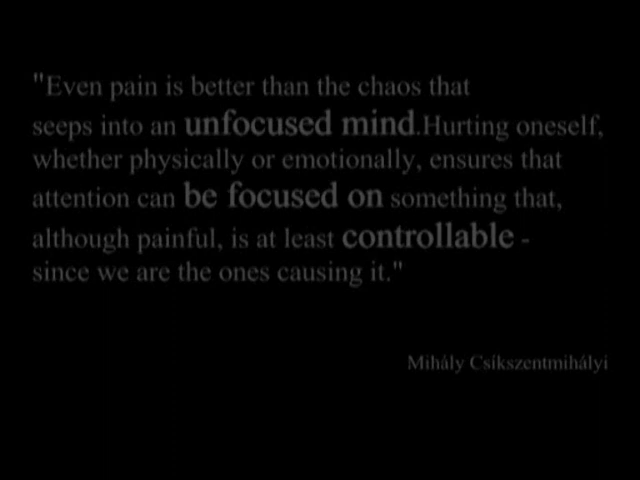 "Even pain is better than the chaos that
seeps into an unfocused mind.Hurting oneself,
whether physically or emotionally, ensures that
attention can be focused on something that,
although painful, is at least controllable -
since we are the ones causing it."
Mihály Csíkszentmihályi